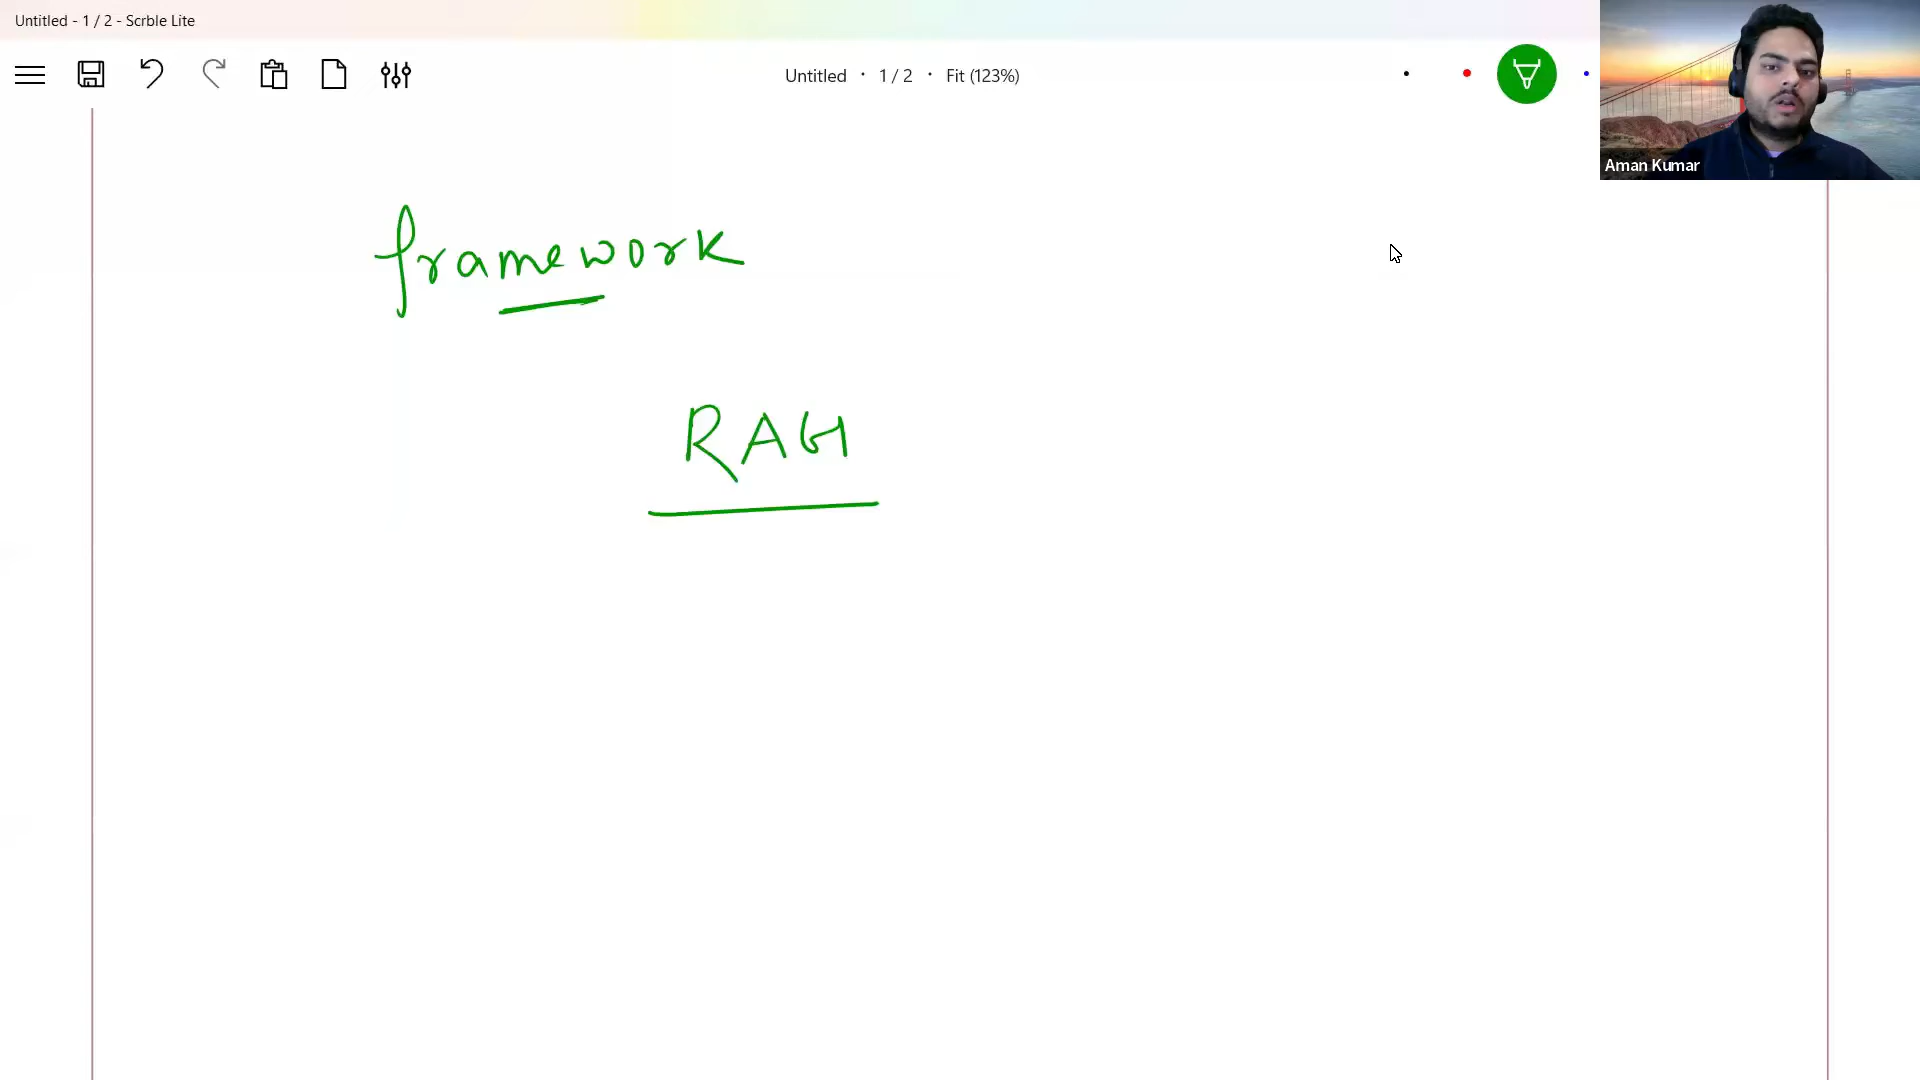 Untitled - 1 / 2 - Scrble Lite
Untitled · 1 / 2 · Fit (123%)
Aman Kumar
framework
RAG